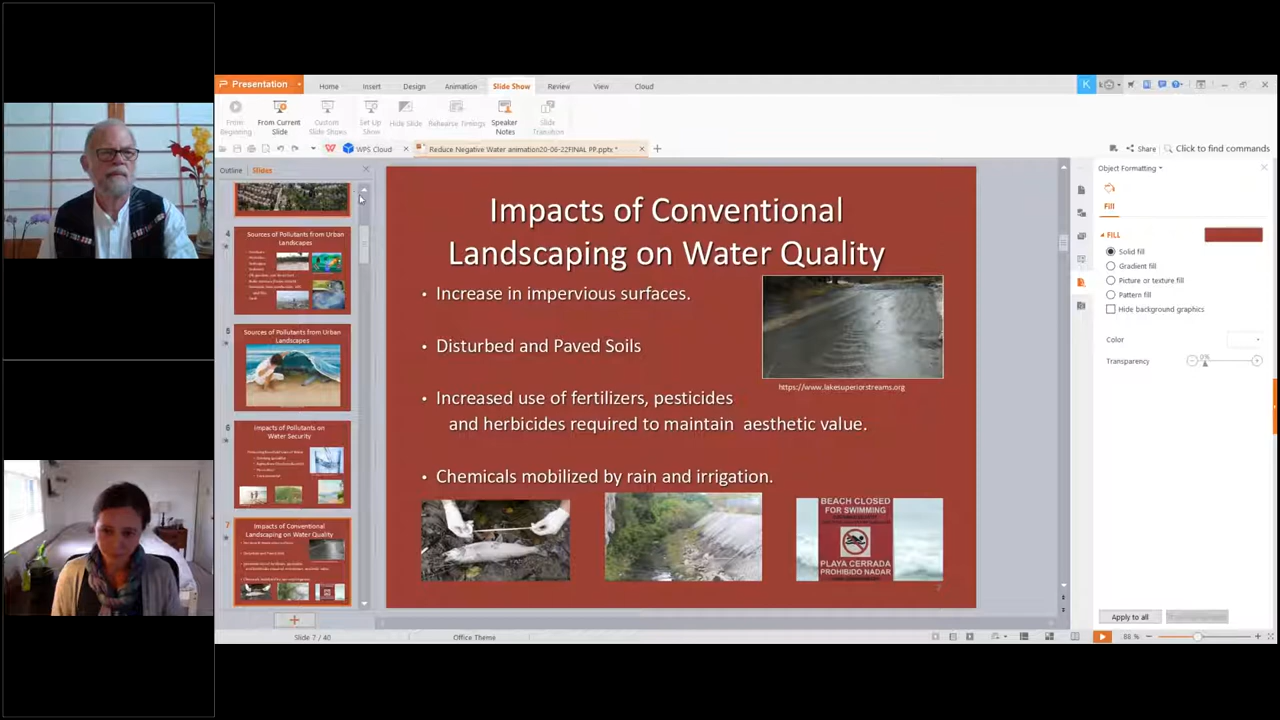 Presentation
Home Insert Design Animation Slide Show Review View Cloud
K
From Beginning
From Current Slide
Custom Slide Shows
Set Up Show
Hide Slide
Rehearse Timings
Speaker Notes
Slide Transition
WPS Cloud
Reduce Negative Water animation20-06-22FINAL PP.pptx *
Share
Click to find commands
Outline Slides
4
Sources of Pollutants from Urban
Landscapes
5
Sources of Pollutants from Urban
Landscapes
6
Impacts of Pollutants on
Water Security
7
Impacts of Conventional
Landscaping on Water Quality
Impacts of Conventional
Landscaping on Water Quality
• Increase in impervious surfaces.
• Disturbed and Paved Soils
https://www.lakesuperiorstreams.org
• Increased use of fertilizers, pesticides
and herbicides required to maintain aesthetic value.
• Chemicals mobilized by rain and irrigation.
BEACH CLOSED
FOR SWIMMING
PLAYA CERRADA
PROHIBIDO NADAR
7
Object Formatting
Fill
FILL
Solid fill
Gradient fill
Picture or texture fill
Pattern fill
Hide background graphics
Color
Transparency
0%
Apply to all
Slide 7 / 40
Office Theme
88 %